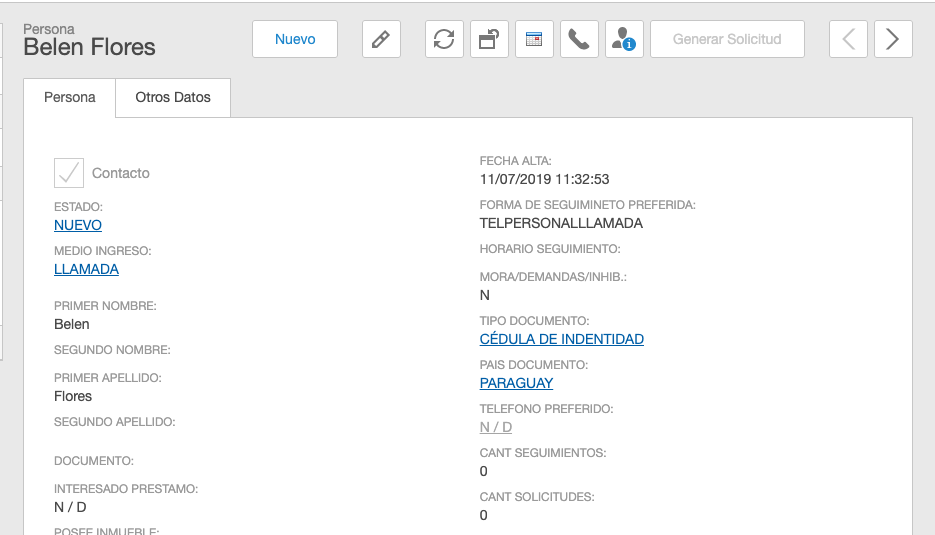 Persona
Belen Flores
Nuevo
Generar Solicitud
Persona
Otros Datos
Contacto
ESTADO:
NUEVO
MEDIO INGRESO:
LLAMADA
PRIMER NOMBRE:
Belen
SEGUNDO NOMBRE:
PRIMER APELLIDO:
Flores
SEGUNDO APELLIDO:
DOCUMENTO:
INTERESADO PRESTAMO:
N / D
POSEE INMUEBLE:
FECHA ALTA:
11/07/2019 11:32:53
FORMA DE SEGUIMINETO PREFERIDA:
TELPERSONALLLAMADA
HORARIO SEGUIMIENTO:
MORA/DEMANDAS/INHIB.:
N
TIPO DOCUMENTO:
CÉDULA DE INDENTIDAD
PAIS DOCUMENTO:
PARAGUAY
TELEFONO PREFERIDO:
N / D
CANT SEGUIMIENTOS:
0
CANT SOLICITUDES:
0